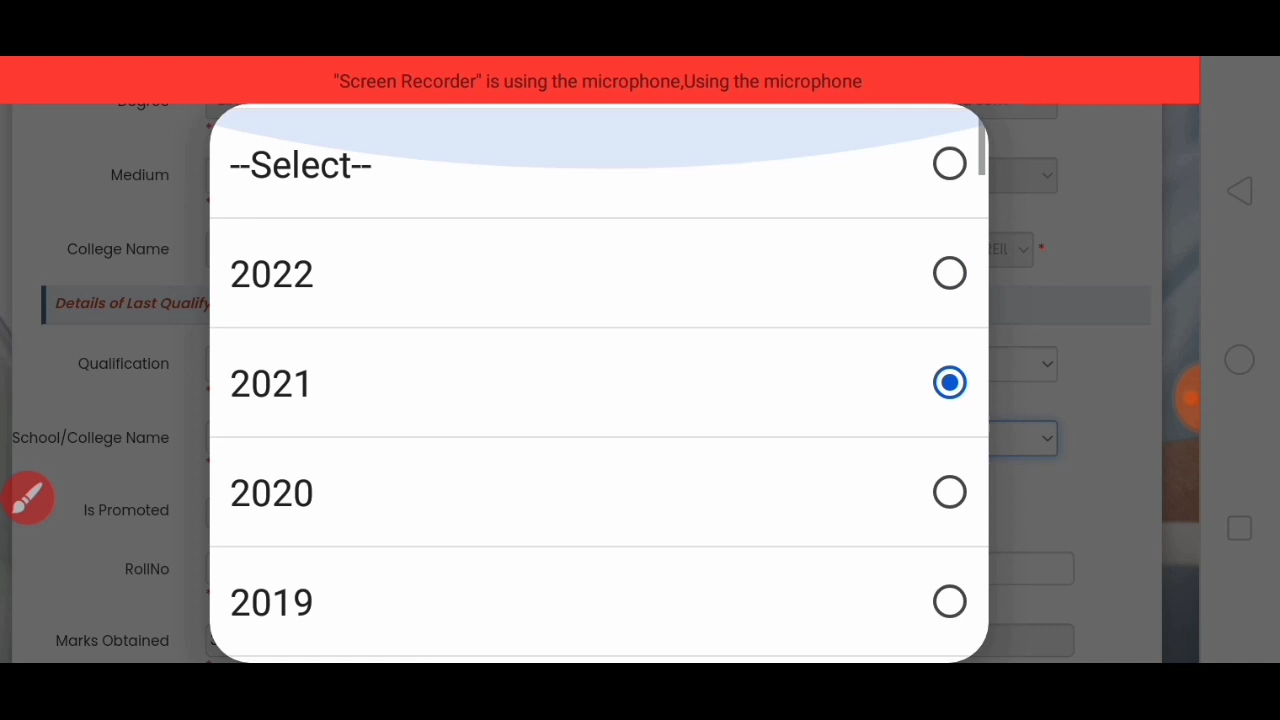 "Screen Recorder" is using the microphone,Using the microphone
Degree
--Select--
Medium
College Name
2022
Details of Last Qualify
Qualification
2021
School/College Name
2020
Is Promoted
RollNo
2019
Marks Obtained